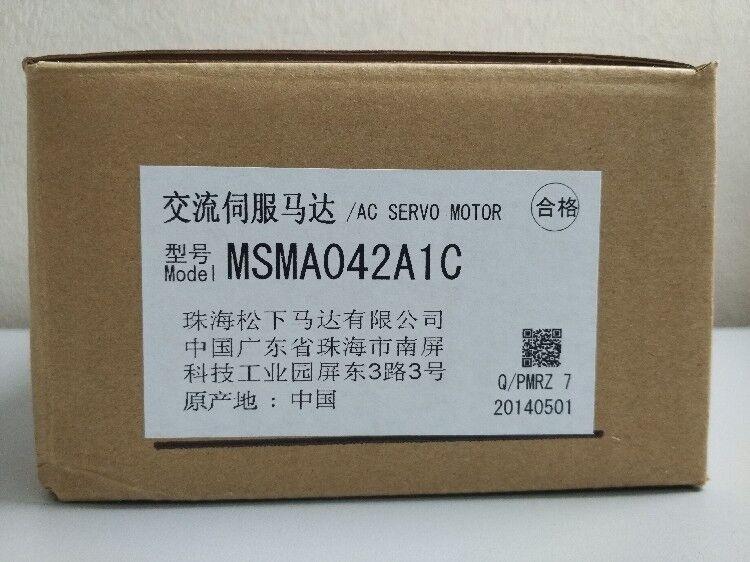 交流伺服马达 /AC SERVO MOTOR 合格
型号
Model MSMA042A1C
珠海松下马达有限公司
中国广东省珠海市南屏
科技工业园屏东3路3号
原产地：中国
Q/PMRZ 7
20140501